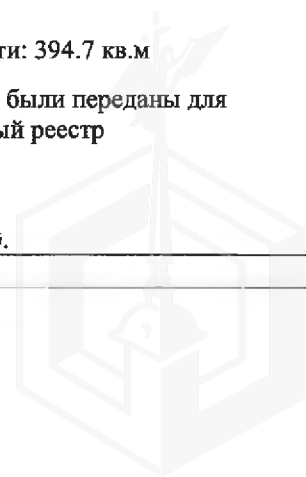 ти: 394.7 кв.м
были переданы для
ый реестр